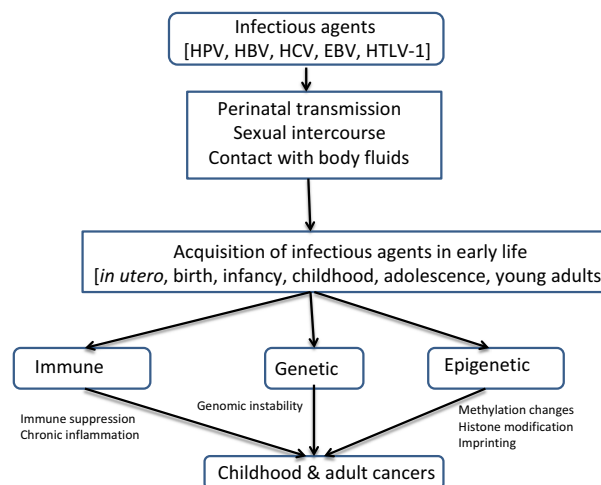 Infectious agents
[HPV, HBV, HCV, EBV, HTLV-1]
Perinatal transmission
Sexual intercourse
Contact with body fluids
Acquisition of infectious agents in early life
[in utero, birth, infancy, childhood, adolescence, young adults
Immune
Genetic
Epigenetic
Immune suppression
Chronic inflammation
Genomic instability
Methylation changes
Histone modification
Imprinting
Childhood & adult cancers